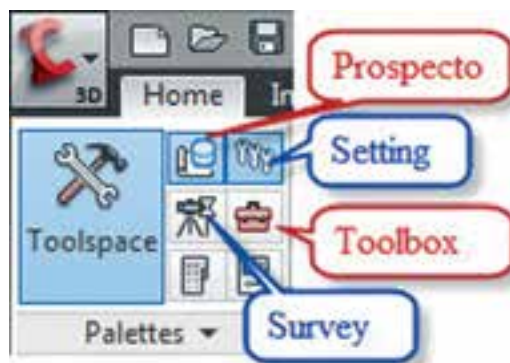 3D
Home
In
Prospecto
Setting
Toolspace
Toolbox
Survey
Palettes